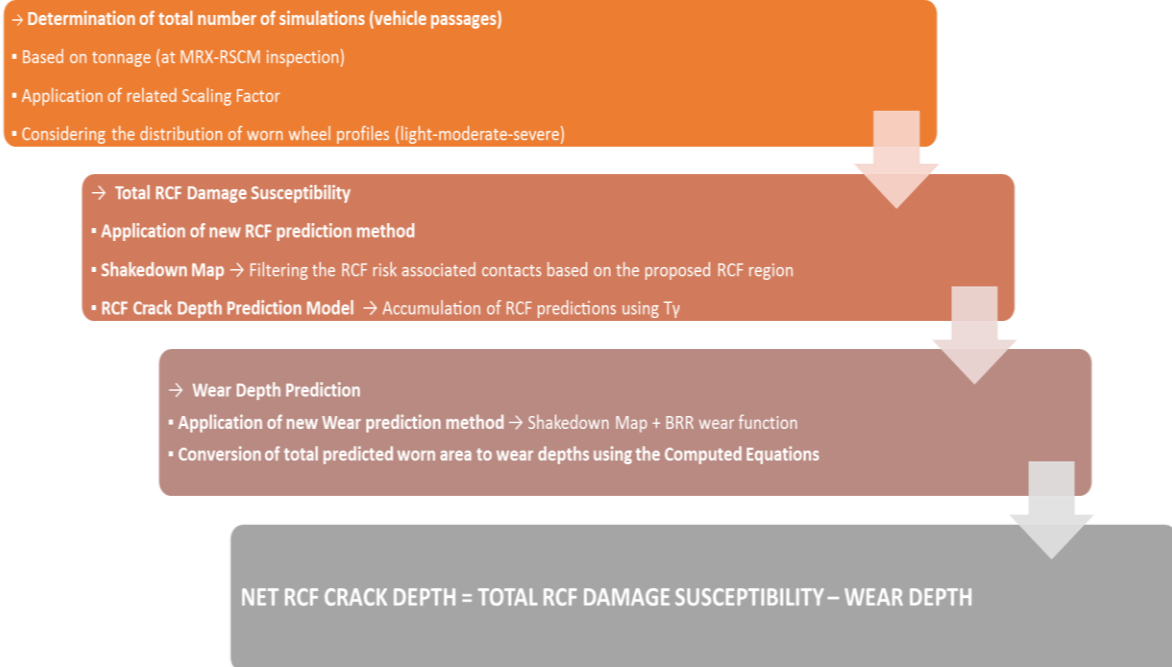 → Determination of total number of simulations (vehicle passages)
▪ Based on tonnage (at MRX-RSCM inspection)
▪ Application of related Scaling Factor
▪ Considering the distribution of worn wheel profiles (light-moderate-severe)
→ Total RCF Damage Susceptibility
▪ Application of new RCF prediction method
▪ Shakedown Map → Filtering the RCF risk associated contacts based on the proposed RCF region
▪ RCF Crack Depth Prediction Model → Accumulation of RCF predictions using Tγ
→ Wear Depth Prediction
▪ Application of new Wear prediction method → Shakedown Map + BRR wear function
▪ Conversion of total predicted worn area to wear depths using the Computed Equations
NET RCF CRACK DEPTH = TOTAL RCF DAMAGE SUSCEPTIBILITY – WEAR DEPTH